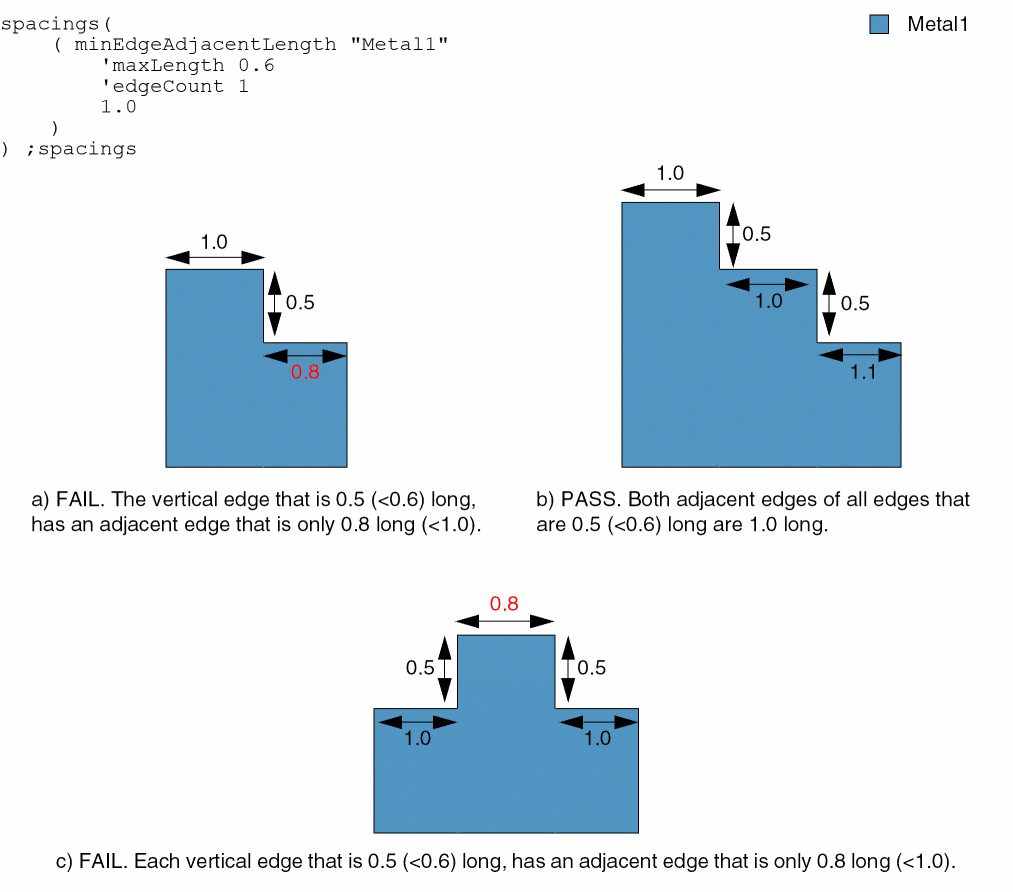 spacings(
( minEdgeAdjacentLength "Metal1"
'maxLength 0.6
'edgeCount 1
1.0
)
) ;spacings
Metal1
1.0
0.5
0.8
1.0
0.5
1.0
0.5
1.1
a) FAIL. The vertical edge that is 0.5 (<0.6) long,
has an adjacent edge that is only 0.8 long (<1.0).
b) PASS. Both adjacent edges of all edges that
are 0.5 (<0.6) long are 1.0 long.
0.8
0.5
0.5
1.0
1.0
c) FAIL. Each vertical edge that is 0.5 (<0.6) long, has an adjacent edge that is only 0.8 long (<1.0).